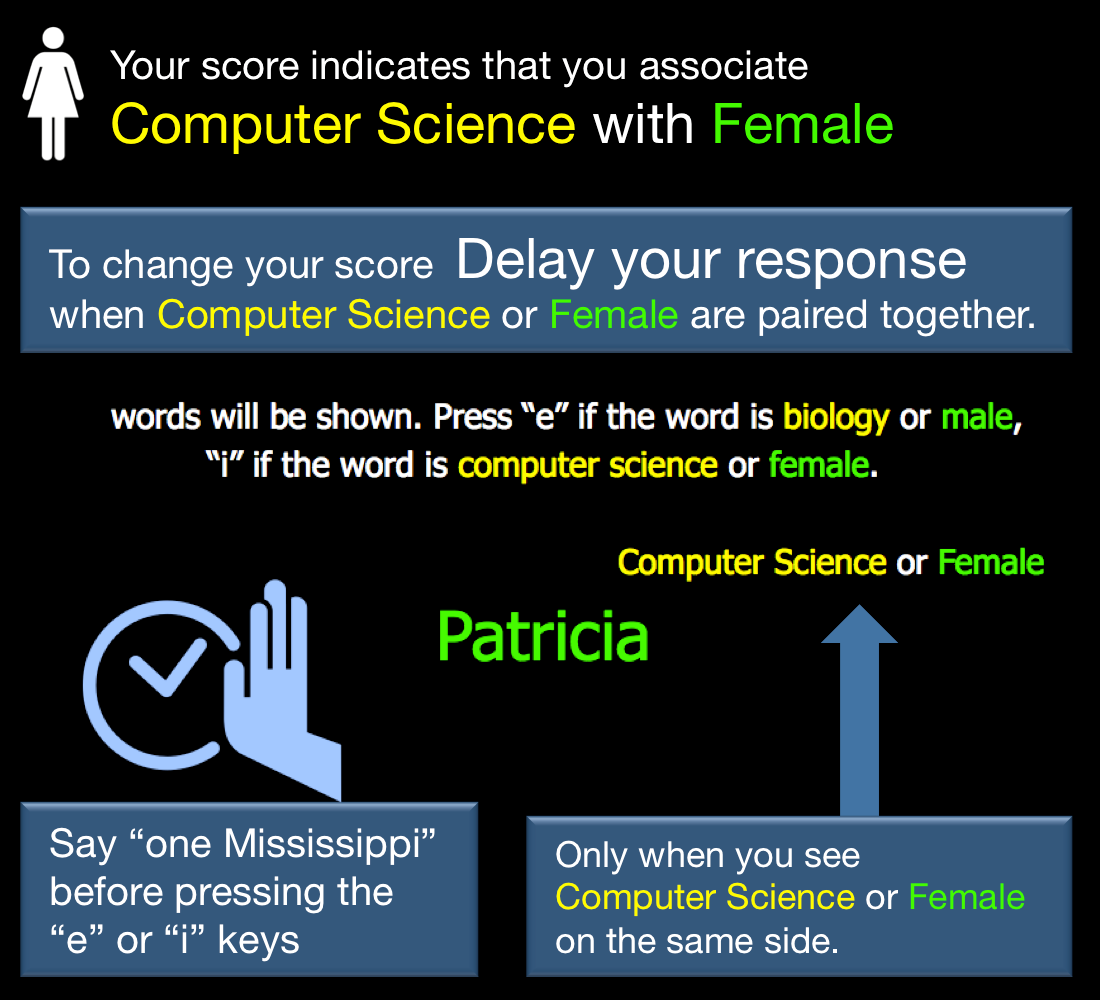 Your score indicates that you associate
Computer Science with Female
To change your score Delay your response
when Computer Science or Female are paired together.
words will be shown. Press “e” if the word is biology or male,
“i” if the word is computer science or female.
Computer Science or Female
Patricia
Say “one Mississippi”
before pressing the
“e” or “i” keys
Only when you see
Computer Science or Female
on the same side.